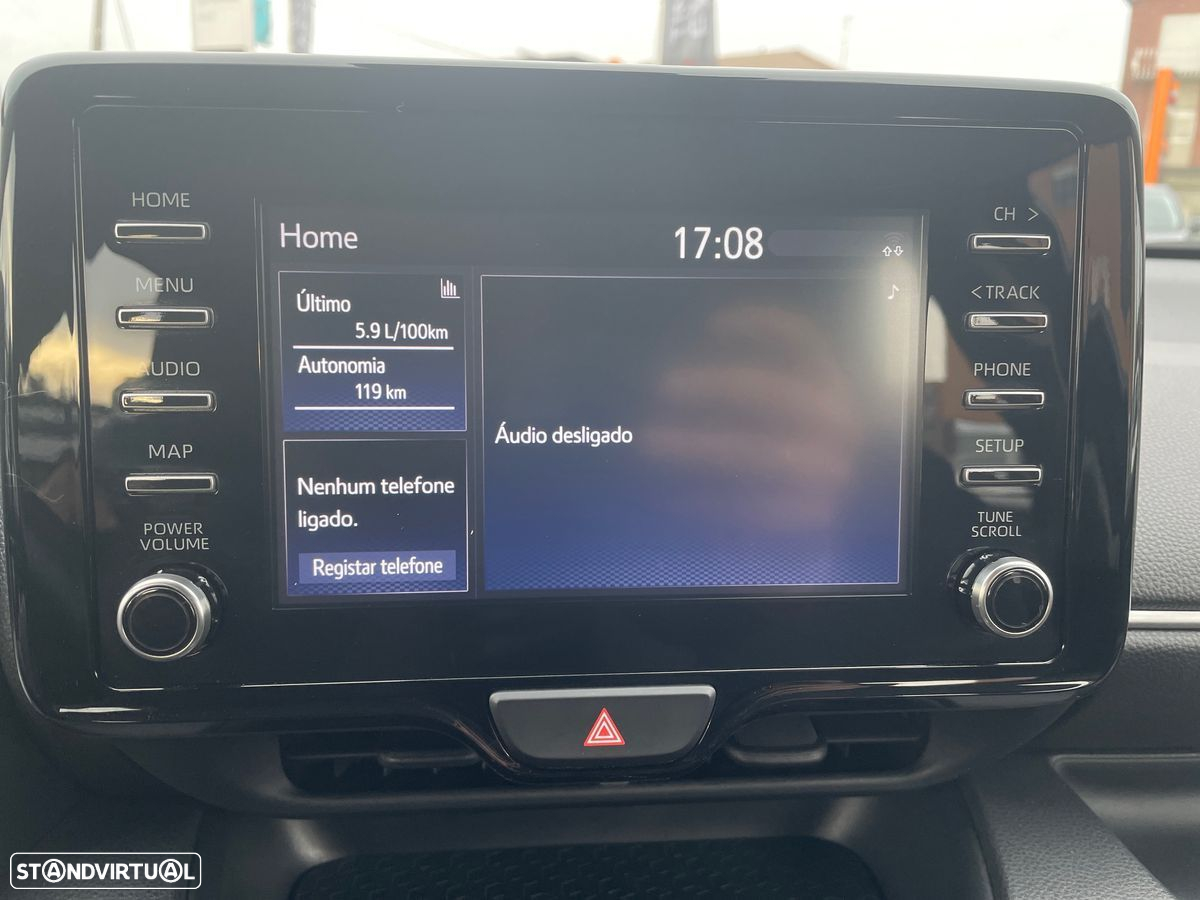 HOME
MENU
AUDIO
MAP
POWER
VOLUME
Home
17:08
Último
5.9 L/100km
Autonomia
119 km
Nenhum telefone
ligado.
Registar telefone
Áudio desligado
CH >
< TRACK
PHONE
SETUP
TUNE
SCROLL
STANDVIRTUAL